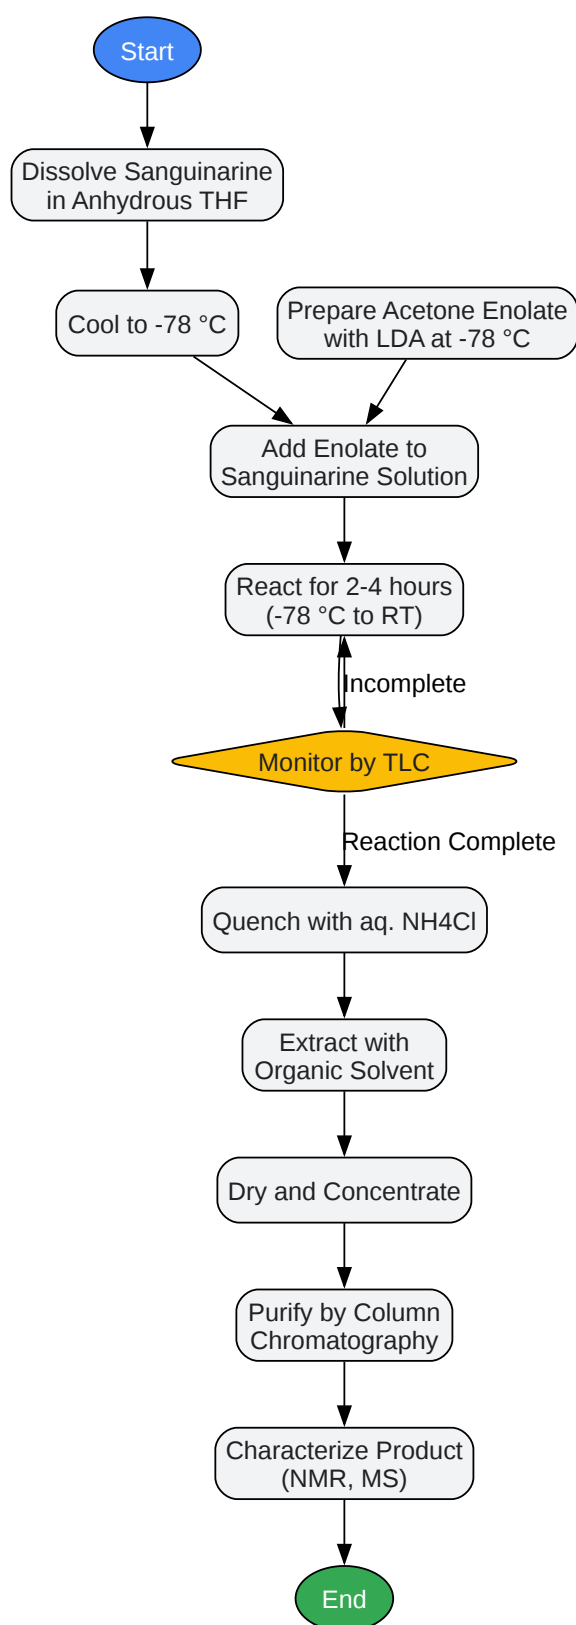 Start
Dissolve Sanguinarine
in Anhydrous THF
Cool to -78 °C
Prepare Acetone Enolate
with LDA at -78 °C
Add Enolate to
Sanguinarine Solution
React for 2-4 hours
(-78 °C to RT)
Incomplete
Monitor by TLC
Reaction Complete
Quench with aq. NH4Cl
Extract with
Organic Solvent
Dry and Concentrate
Purify by Column
Chromatography
Characterize Product
(NMR, MS)
End